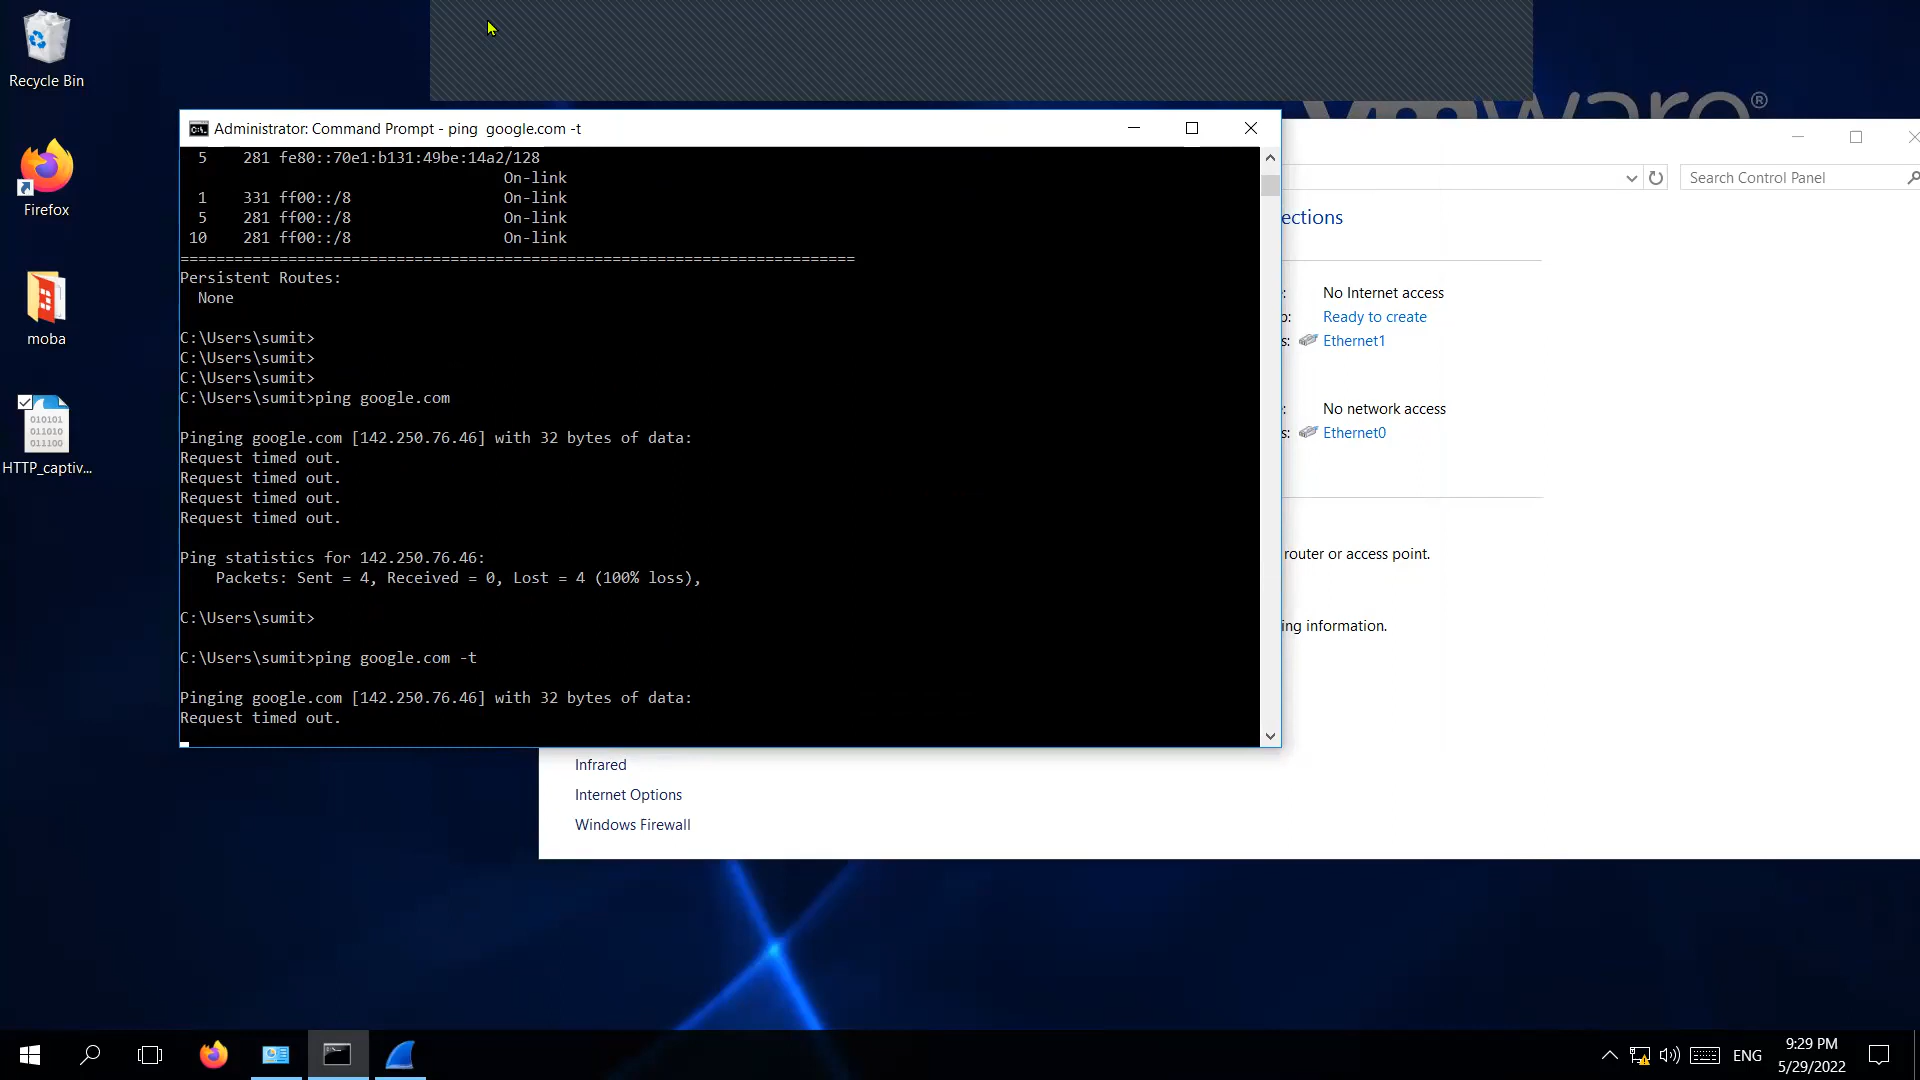 Recycle Bin
Firefox
moba
HTTP_captiv...
vmware®
Administrator: Command Prompt - ping  google.com -t
  5    281 fe80::70e1:b131:49be:14a2/128
                                    On-link
  1    331 ff00::/8                 On-link
  5    281 ff00::/8                 On-link
 10    281 ff00::/8                 On-link
===========================================================================
Persistent Routes:
  None
C:\Users\sumit>
C:\Users\sumit>
C:\Users\sumit>
C:\Users\sumit>ping google.com
Pinging google.com [142.250.76.46] with 32 bytes of data:
Request timed out.
Request timed out.
Request timed out.
Request timed out.
Ping statistics for 142.250.76.46:
    Packets: Sent = 4, Received = 0, Lost = 4 (100% loss),
C:\Users\sumit>
C:\Users\sumit>ping google.com -t
Pinging google.com [142.250.76.46] with 32 bytes of data:
Request timed out.
Search Control Panel
ections
: No Internet access
p: Ready to create
s: Ethernet1
: No network access
s: Ethernet0
router or access point.
ing information.
Infrared
Internet Options
Windows Firewall
ENG
9:29 PM
5/29/2022